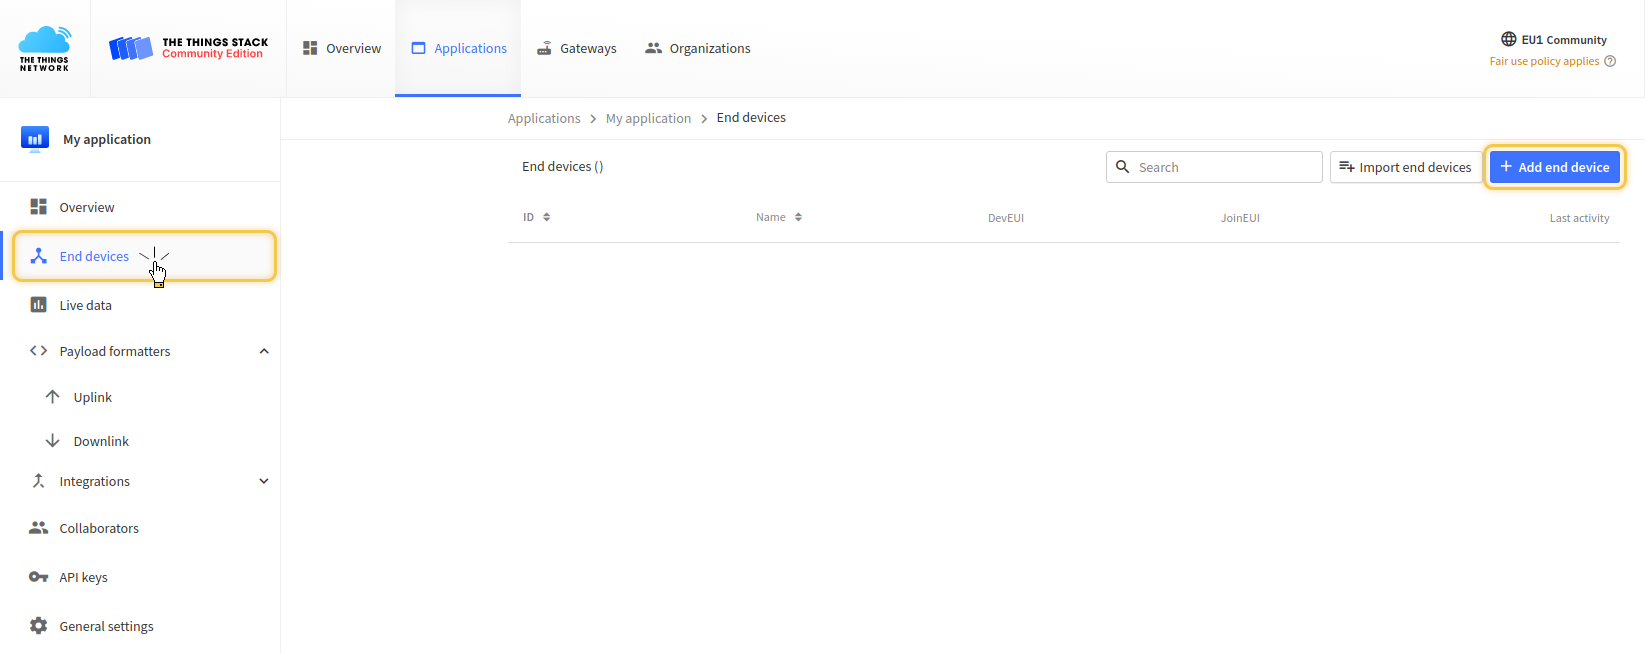 THE THINGS
NETWORK
THE THINGS STACK
Community Edition
Overview
Applications
Gateways
Organizations
EU1 Community
Fair use policy applies
My application
Overview
End devices
Live data
Payload formatters
Uplink
Downlink
Integrations
Collaborators
API keys
General settings
Applications > My application > End devices
End devices ()
Search
Import end devices
+ Add end device
ID Name DevEUI JoinEUI Last activity